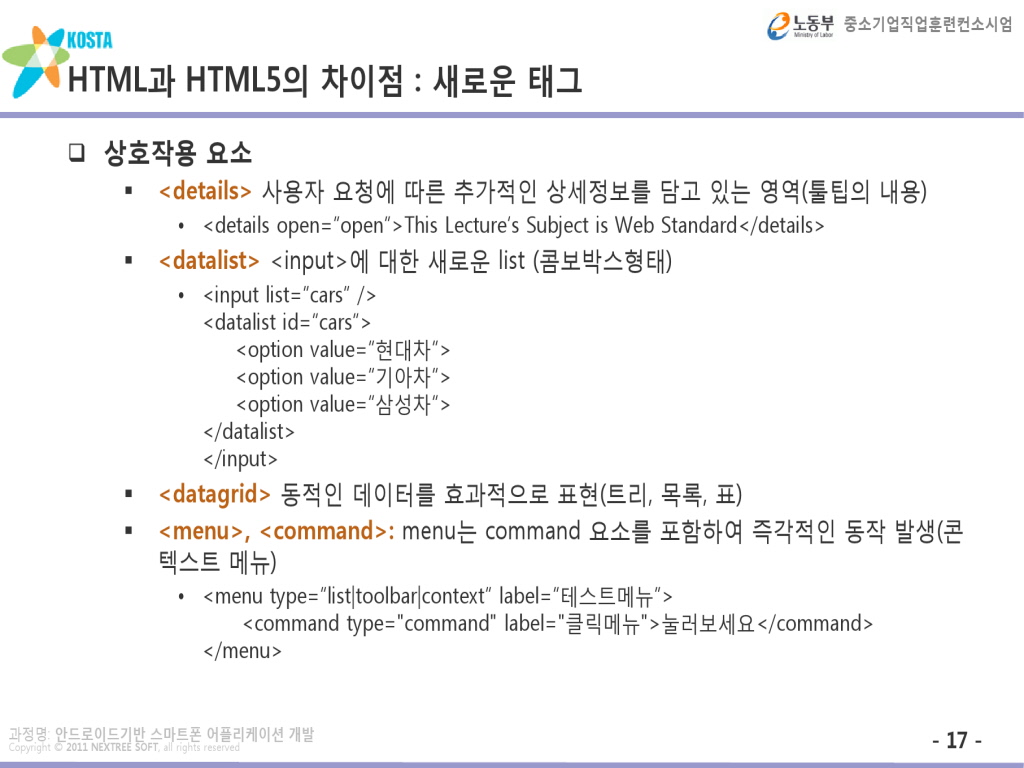 노동부 중소기업직업훈련컨소시엄
Ministry of Labor
KOSTA
HTML과 HTML5의 차이점 : 새로운 태그
❑ 상호작용 요소
▪ <details> 사용자 요청에 따른 추가적인 상세정보를 담고 있는 영역(툴팁의 내용)
• <details open=“open”>This Lecture’s Subject is Web Standard</details>
▪ <datalist> <input>에 대한 새로운 list (콤보박스형태)
• <input list=“cars” />
<datalist id=“cars”>
<option value=“현대차”>
<option value=“기아차”>
<option value=“삼성차”>
</datalist>
</input>
▪ <datagrid> 동적인 데이터를 효과적으로 표현(트리, 목록, 표)
▪ <menu>, <command>: menu는 command 요소를 포함하여 즉각적인 동작 발생(콘
텍스트 메뉴)
• <menu type=“list|toolbar|context” label=“테스트메뉴”>
<command type="command" label="클릭메뉴">눌러보세요</command>
</menu>
과정명: 안드로이드기반 스마트폰 어플리케이션 개발
Copyright © 2011 NEXTREE SOFT, all rights reserved
- 17 -